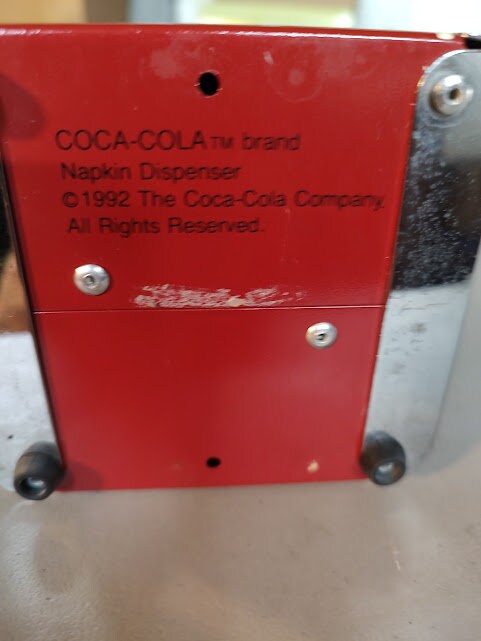 COCA-COLA™ brand
Napkin Dispenser
©1992 The Coca-Cola Company.
All Rights Reserved.